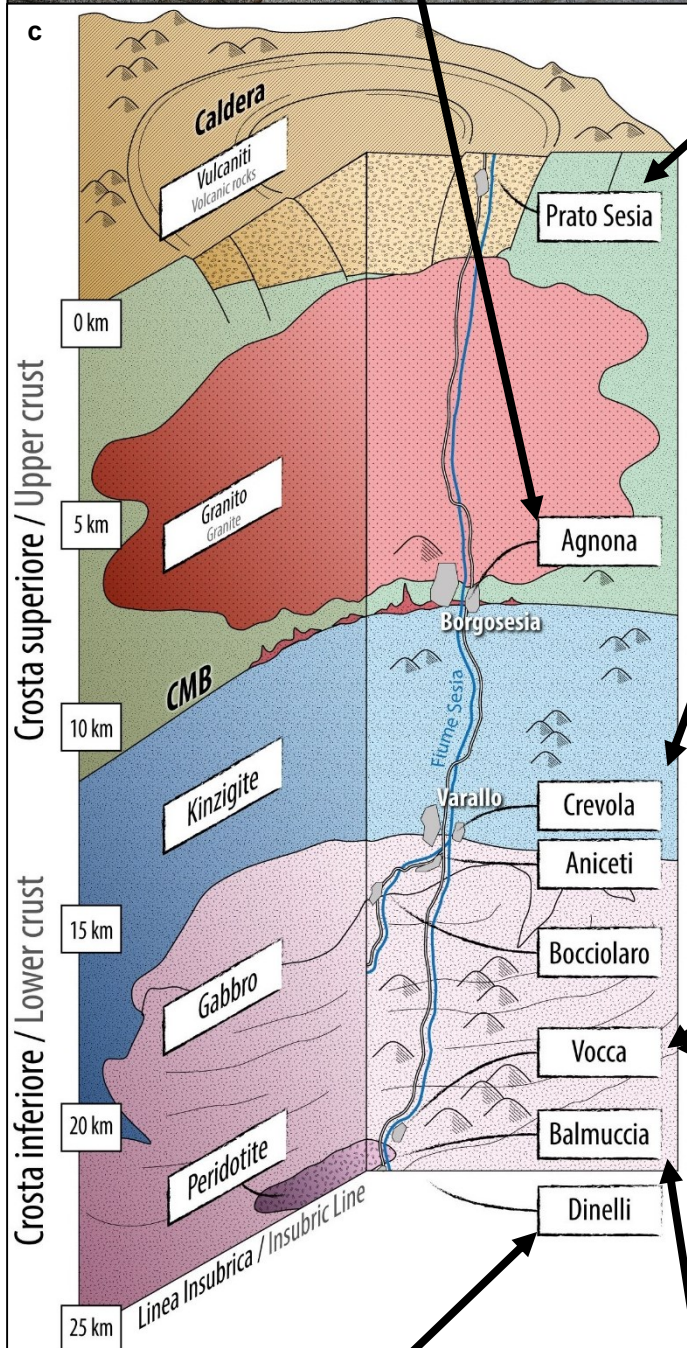 c
Caldera
Vulcaniti
Volcanic rocks
Prato Sesia
0 km
Crosta superiore / Upper crust
Granito
Granite
5 km
Agnona
Borgosesia
CMB
10 km
Fiume Sesia
Kinzigite
Varallo
Crevola
Aniceti
15 km
Bocciolaro
Crosta inferiore / Lower crust
Gabbro
Vocca
20 km
Balmuccia
Peridotite
Dinelli
Linea Insubrica / Insubric Line
25 km